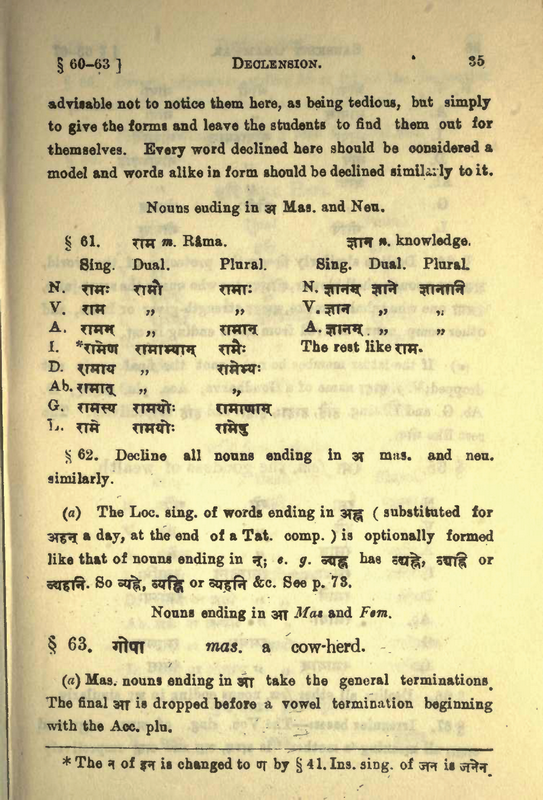 § 60-63 ] DECLENSION. 35
advisable not to notice them here, as being tedious, but simply
to give the forms and leave the students to find them out for
themselves. Every word declined here should be considered a
model and words alike in form should be declined similarly to it.
Nouns ending in अ Mas. and Neu.
§ 61. राम m. Râma. ज्ञान n. knowledge.
Sing. Dual. Plural. Sing. Dual. Plural.
N. रामः रामौ रामाः N. ज्ञानम् ज्ञाने ज्ञानानि
V. राम „ „ V. ज्ञान „ „
A. रामम् „ रामान् A. ज्ञानम् „ „
I. *रामेण रामाभ्याम् रामैः The rest like राम.
D. रामाय „ रामेभ्यः
Ab. रामात् „ „
G. रामस्य रामयोः रामाणाम्
L. रामे रामयोः रामेषु
§ 62. Decline all nouns ending in अ mas. and neu.
similarly.
(a) The Loc. sing. of words ending in अह्न ( substituted for
अहन् a day, at the end of a Tat. comp. ) is optionally formed
like that of nouns ending in न्; e. g. द्व्यह्न has द्व्यह्ने, द्व्यह्नि or
द्व्यहनि. So व्यह्ने, व्यह्नि or व्यहनि &c. See p. 73.
Nouns ending in आ Mas and Fem.
§ 63. गोपा mas. a cow-herd.
(a) Mas. nouns ending in आ take the general terminations.
The final आ is dropped before a vowel termination beginning
with the Acc. plu.
* The न of इन is changed to ण by § 41. Ins. sing. of जन is जनेन.